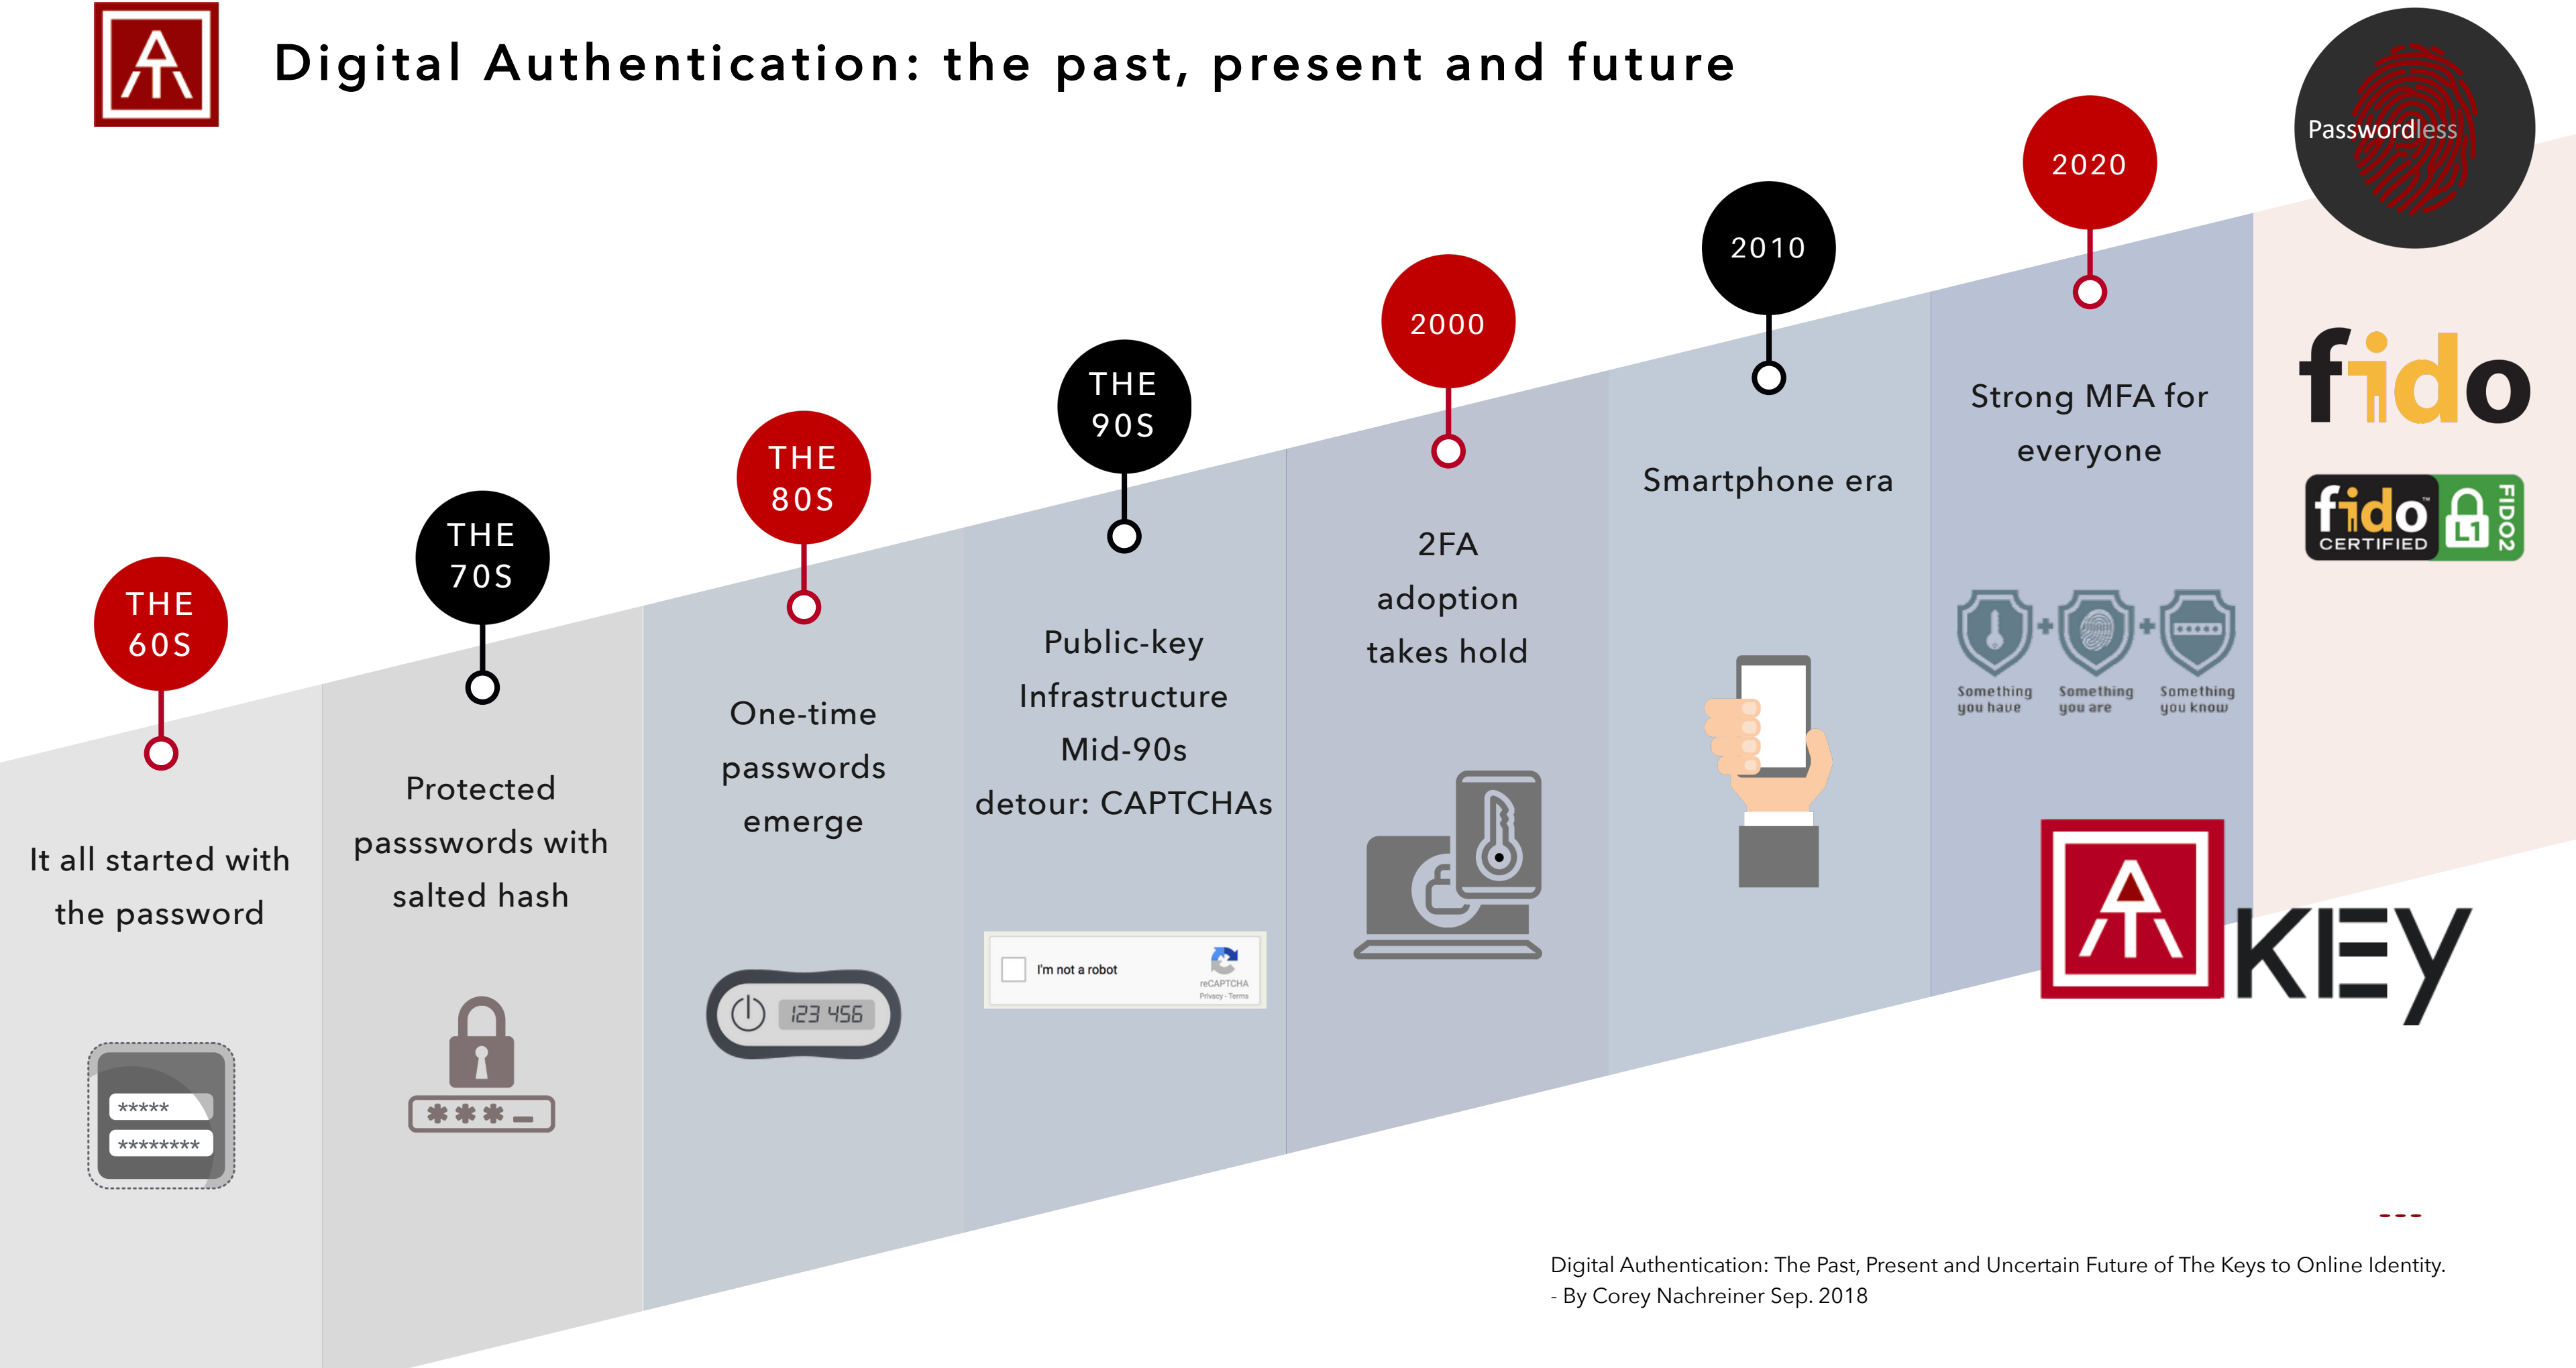 Digital Authentication: the past, present and future
THE
60S
It all started with
the password
*****
********
THE
70S
Protected
passswords with
salted hash
***_
THE
80S
One-time
passwords
emerge
123 456
THE
90S
Public-key
Infrastructure
Mid-90s
detour: CAPTCHAs
I'm not a robot
reCAPTCHA
Privacy - Terms
2000
2FA
adoption
takes hold
2010
Smartphone era
2020
Strong MFA for
everyone
Something
you have
Something
you are
Something
you know
ATKEY
Passwordless
fido
fido™
CERTIFIED
L1
FIDO2
Digital Authentication: The Past, Present and Uncertain Future of The Keys to Online Identity.
- By Corey Nachreiner Sep. 2018